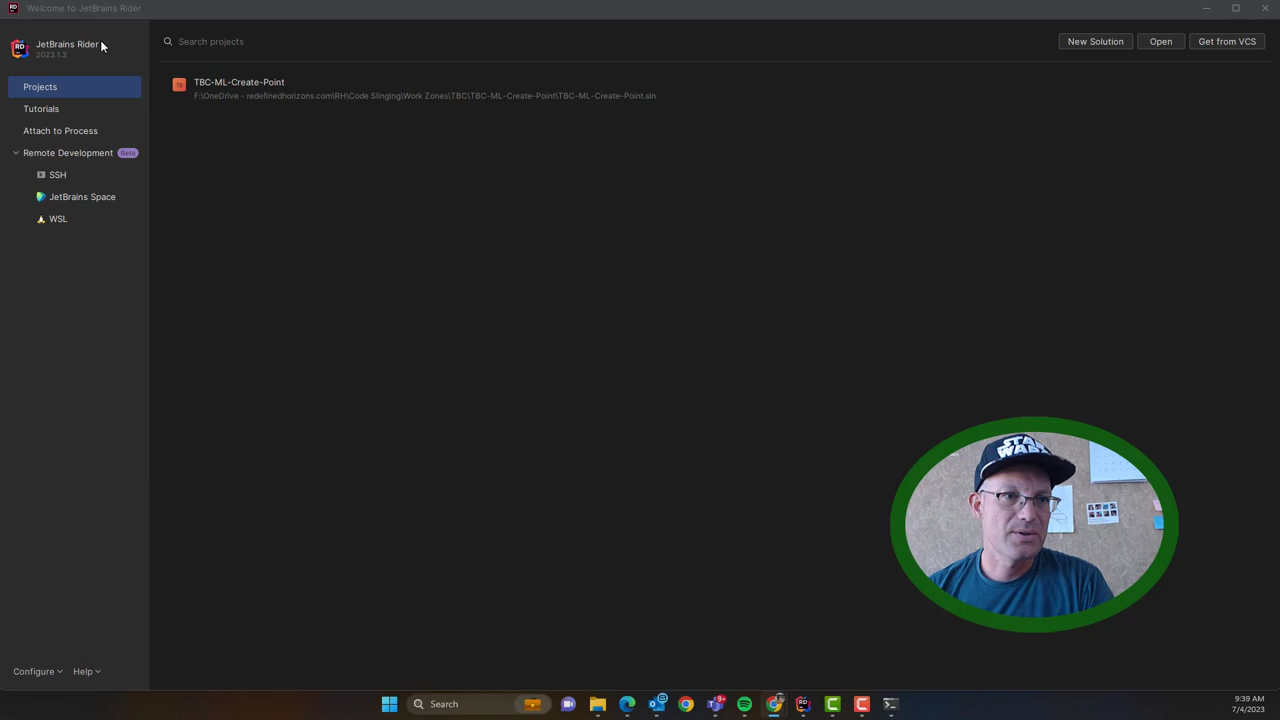 Welcome to JetBrains Rider
JetBrains Rider
2023.1.3
Search projects
New Solution
Open
Get from VCS
Projects
Tutorials
Attach to Process
Remote Development Beta
SSH
JetBrains Space
WSL
TBC-ML-Create-Point
F:\OneDrive - redefinedhorizons.com\RH\Code Slinging\Work Zones\TBC\TBC-ML-Create-Point\TBC-ML-Create-Point.sln
STAR
WARS
Configure
Help
Search
9+
9:39 AM
7/4/2023